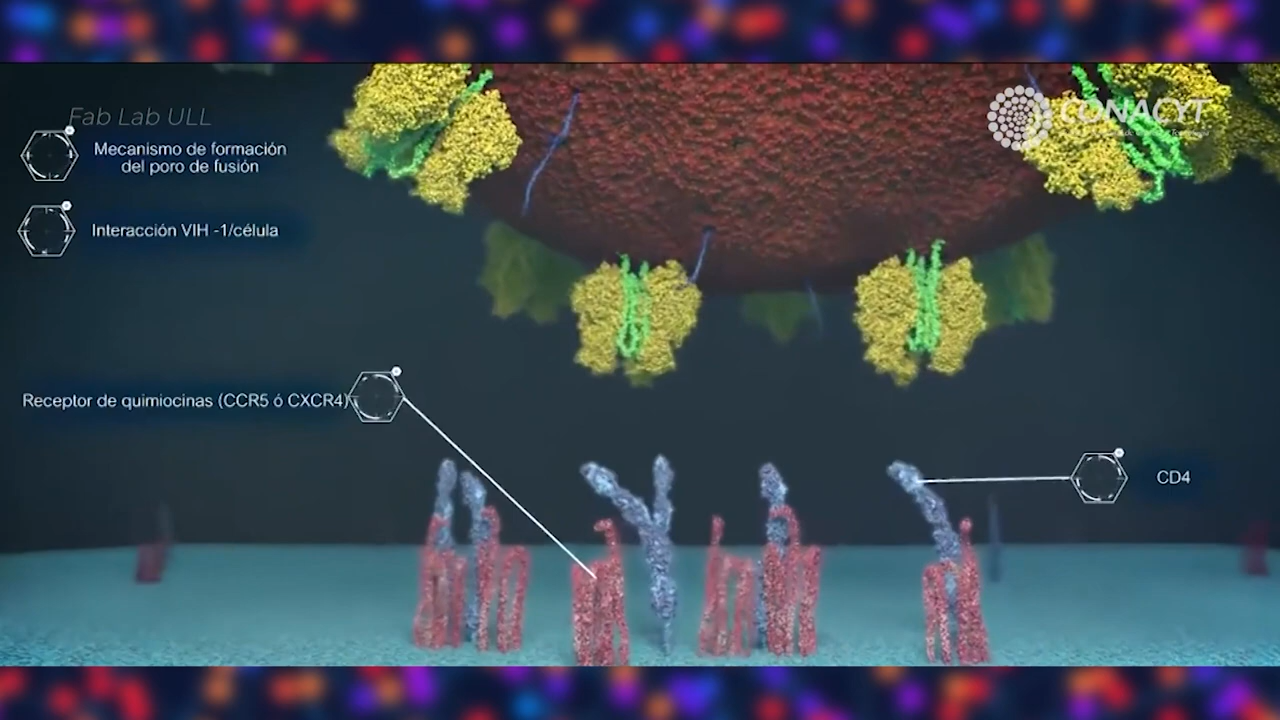 Fab Lab ULL
Mecanismo de formación
del poro de fusión
CONACYT
Interacción VIH -1/célula
Receptor de quimiocinas (CCR5 ó CXCR4)
CD4